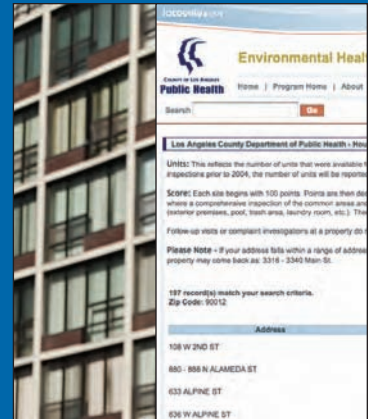 Environmental Heal
COUNTY OF LOS ANGELES
Public Health
Home | Program Home | About
Search
Go
Los Angeles County Department of Public Health - Hou
Units: This reflects the number of units that were available f
inspections prior to 2004, the number of units will be reporte
Score: Each site begins with 100 points. Points are then de
where a comprehensive inspection of the common areas are
(exterior premises, pool, trash area, laundry room, etc.). The
Follow-up visits or complaint investigations at a property do
Please Note - If your address falls within a range of addres
property may come back as: 3316 - 3340 Main St.
197 record(s) match your search criteria.
Zip Code: 90012
Address
108 W 2ND ST
880 - 888 N ALAMEDA ST
633 ALPINE ST
636 W ALPINE ST